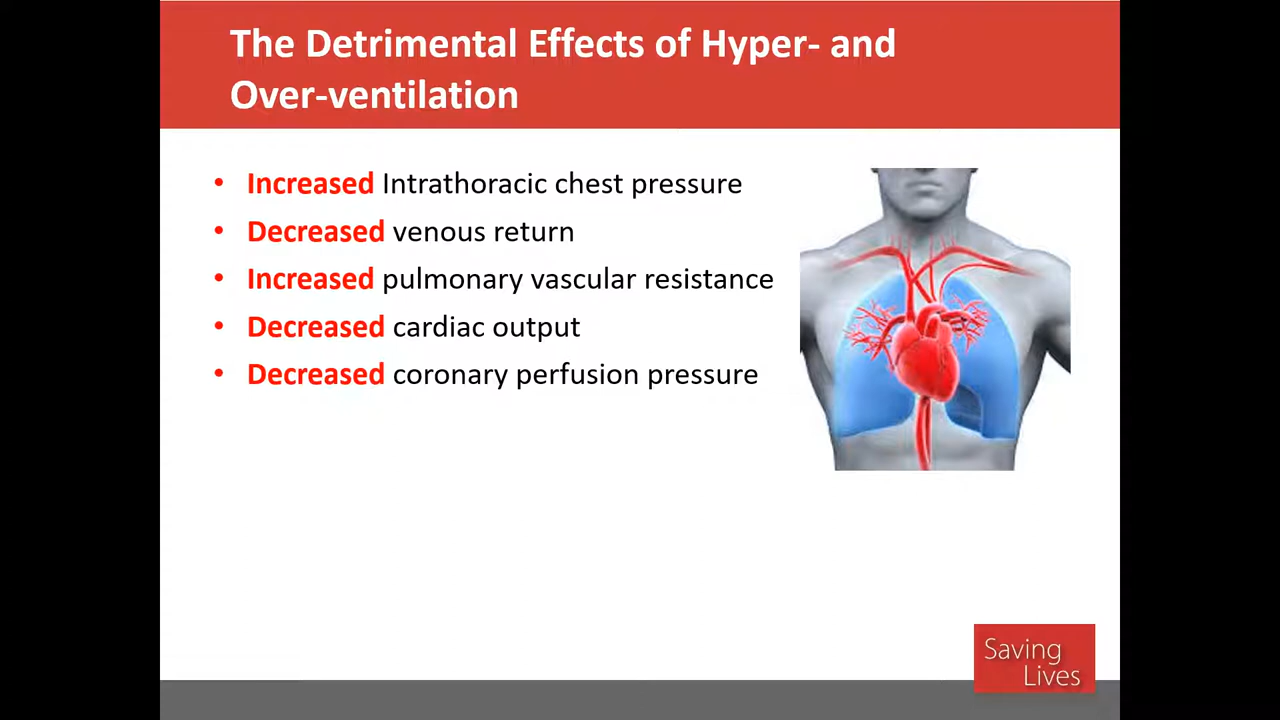 The Detrimental Effects of Hyper- and
Over-ventilation
• Increased Intrathoracic chest pressure
• Decreased venous return
• Increased pulmonary vascular resistance
• Decreased cardiac output
• Decreased coronary perfusion pressure
Saving
Lives